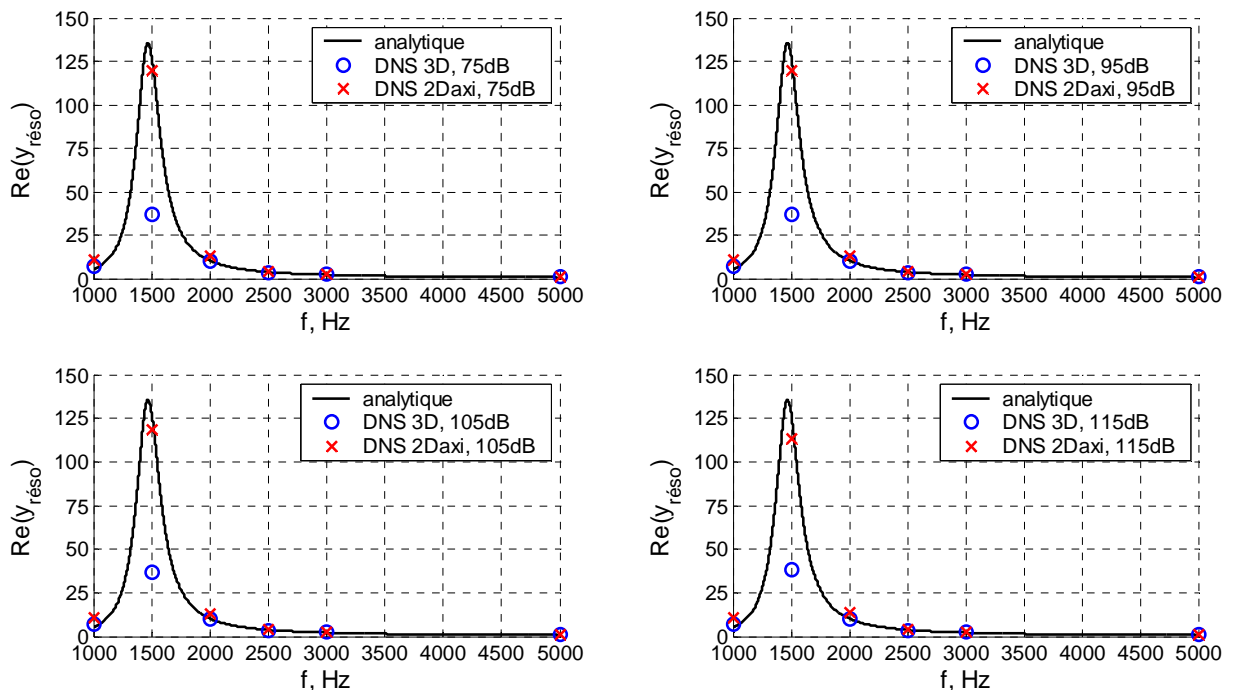 150
125
100
75
50
25
0
Re(y_réso)
analytique
DNS 3D, 75dB
DNS 2Daxi, 75dB
1000 1500 2000 2500 3000 3500 4000 4500 5000
f, Hz
150
125
100
75
50
25
0
Re(y_réso)
analytique
DNS 3D, 95dB
DNS 2Daxi, 95dB
1000 1500 2000 2500 3000 3500 4000 4500 5000
f, Hz
150
125
100
75
50
25
0
Re(y_réso)
analytique
DNS 3D, 105dB
DNS 2Daxi, 105dB
1000 1500 2000 2500 3000 3500 4000 4500 5000
f, Hz
150
125
100
75
50
25
0
Re(y_réso)
analytique
DNS 3D, 115dB
DNS 2Daxi, 115dB
1000 1500 2000 2500 3000 3500 4000 4500 5000
f, Hz